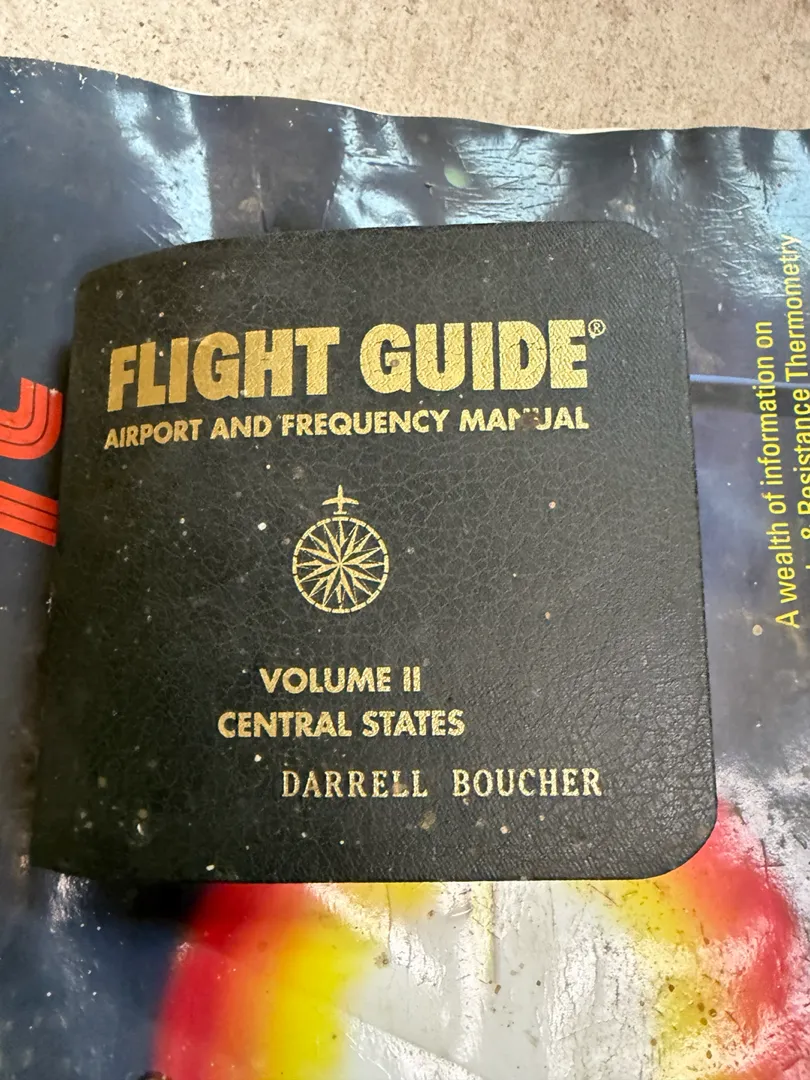 FLIGHT GUIDE®
AIRPORT AND FREQUENCY MANUAL
VOLUME II
CENTRAL STATES
DARRELL BOUCHER
A wealth of information on
& Resistance Thermometry